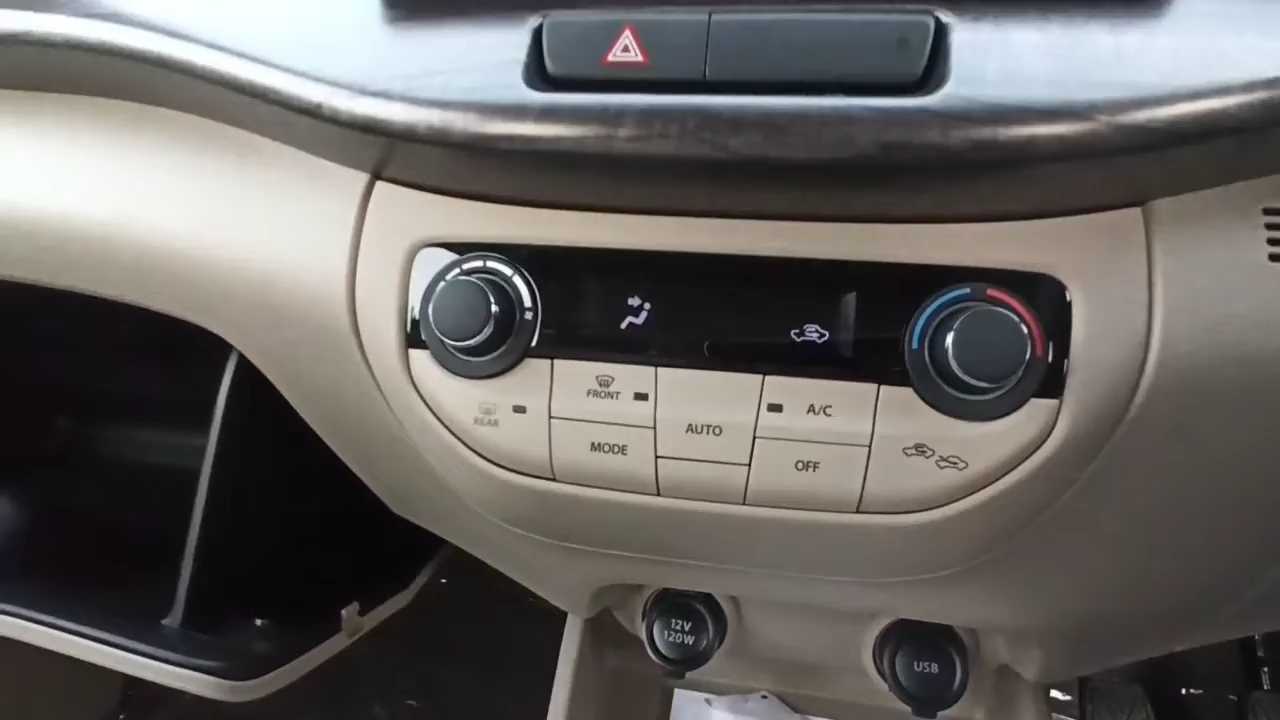 FRONT
REAR
MODE
AUTO
A/C
OFF
12V
120W
USB